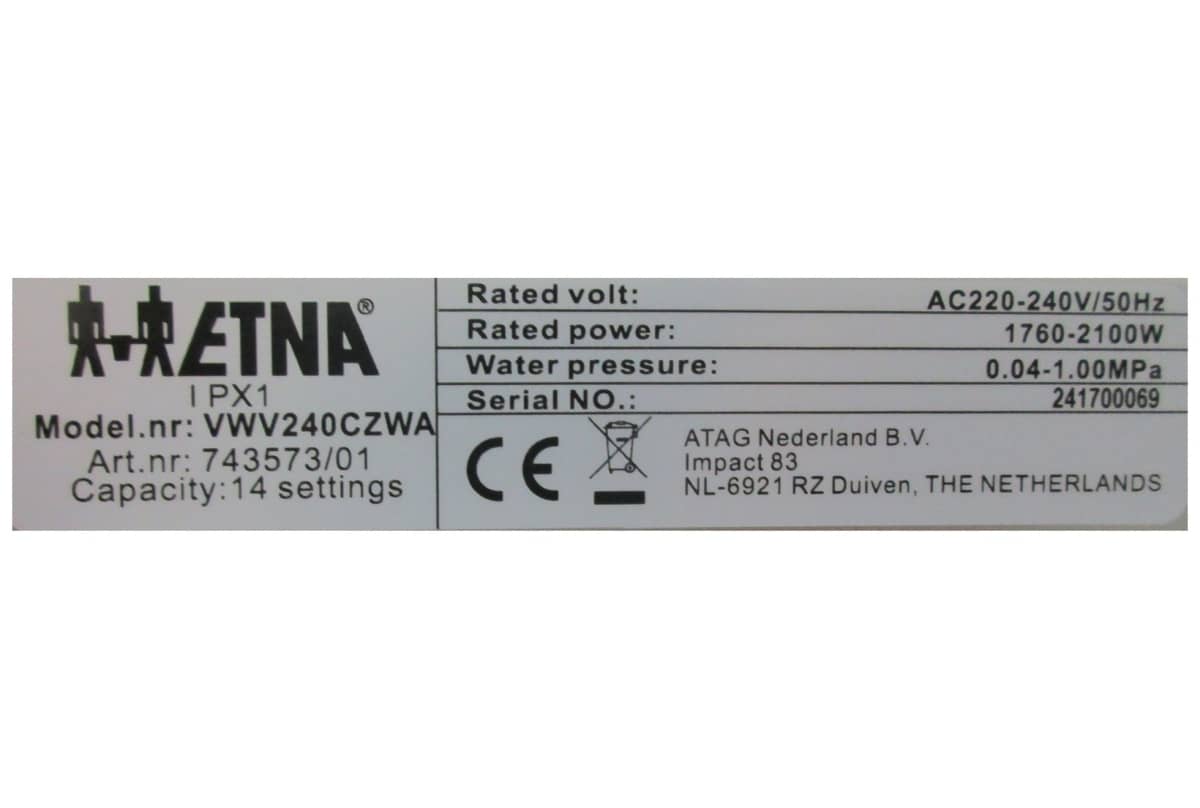 ETNA®
IPX1
Model.nr: VWV240CZWA
Art.nr: 743573/01
Capacity:14 settings
Rated volt: AC220-240V/50Hz
Rated power: 1760-2100W
Water pressure: 0.04-1.00MPa
Serial NO.: 241700069
CE
ATAG Nederland B.V.
Impact 83
NL-6921 RZ Duiven, THE NETHERLANDS